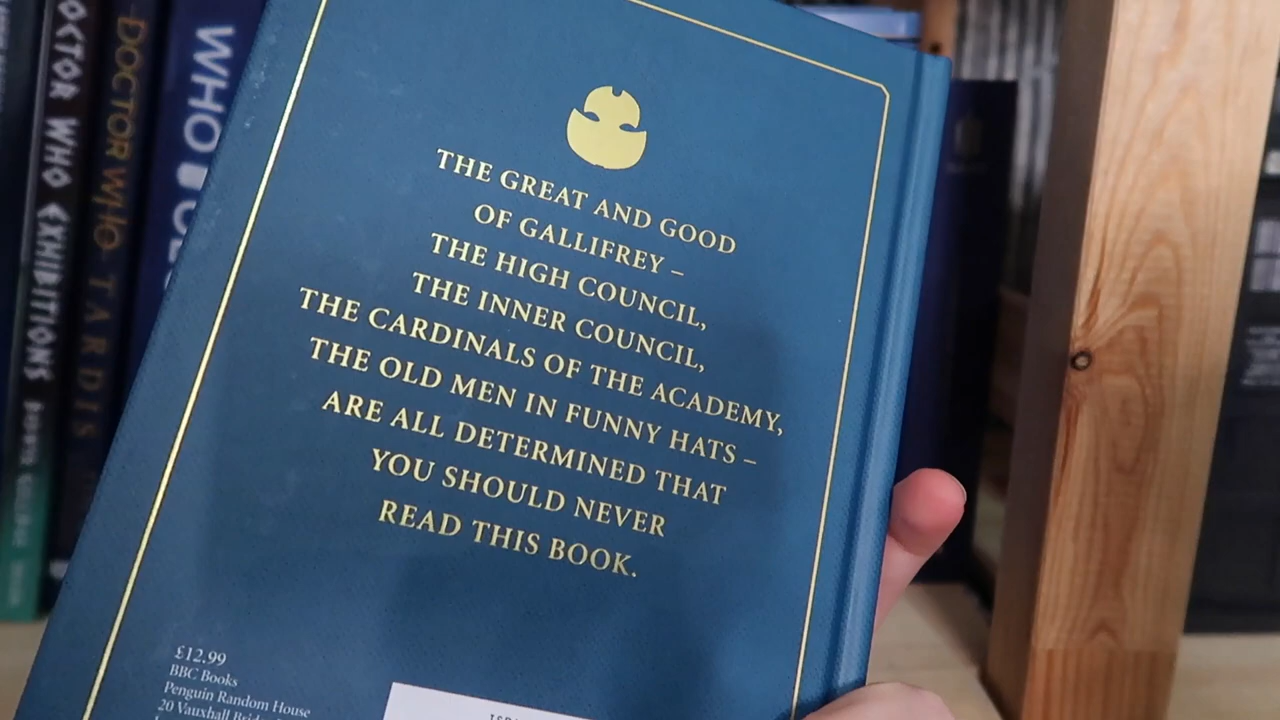 THE GREAT AND GOOD
OF GALLIFREY –
THE HIGH COUNCIL,
THE INNER COUNCIL,
THE CARDINALS OF THE ACADEMY,
THE OLD MEN IN FUNNY HATS –
ARE ALL DETERMINED THAT
YOU SHOULD NEVER
READ THIS BOOK.
£12.99
BBC Books
Penguin Random House
20 Vauxhall
DOCTOR WHO EXHIBITIONS
DOCTOR WHO TARDIS
WHO